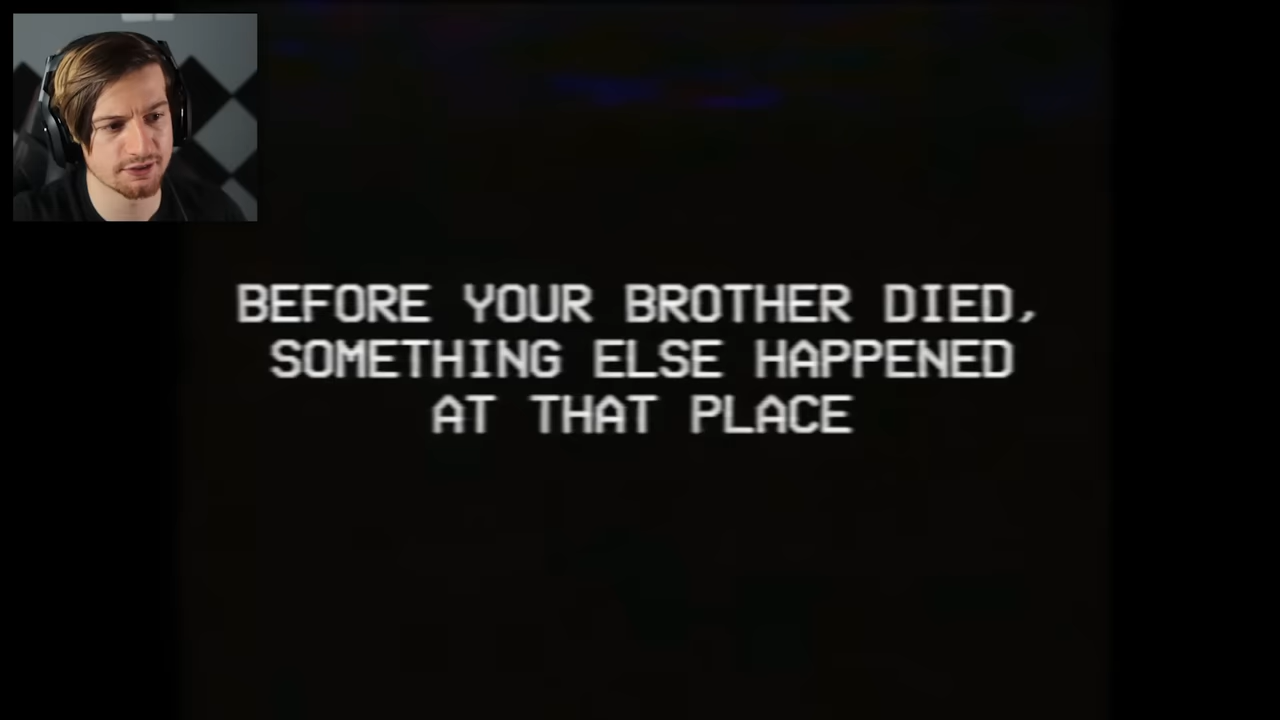 BEFORE YOUR BROTHER DIED,
SOMETHING ELSE HAPPENED
AT THAT PLACE